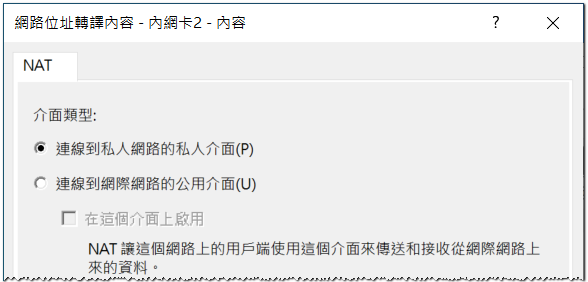 網路位址轉譯內容 - 內網卡2 - 內容
NAT
介面類型:
連線到私人網路的私人介面(P)
連線到網際網路的公用介面(U)
在這個介面上啟用
NAT 讓這個網路上的用戶端使用這個介面來傳送和接收從網際網路上
來的資料。